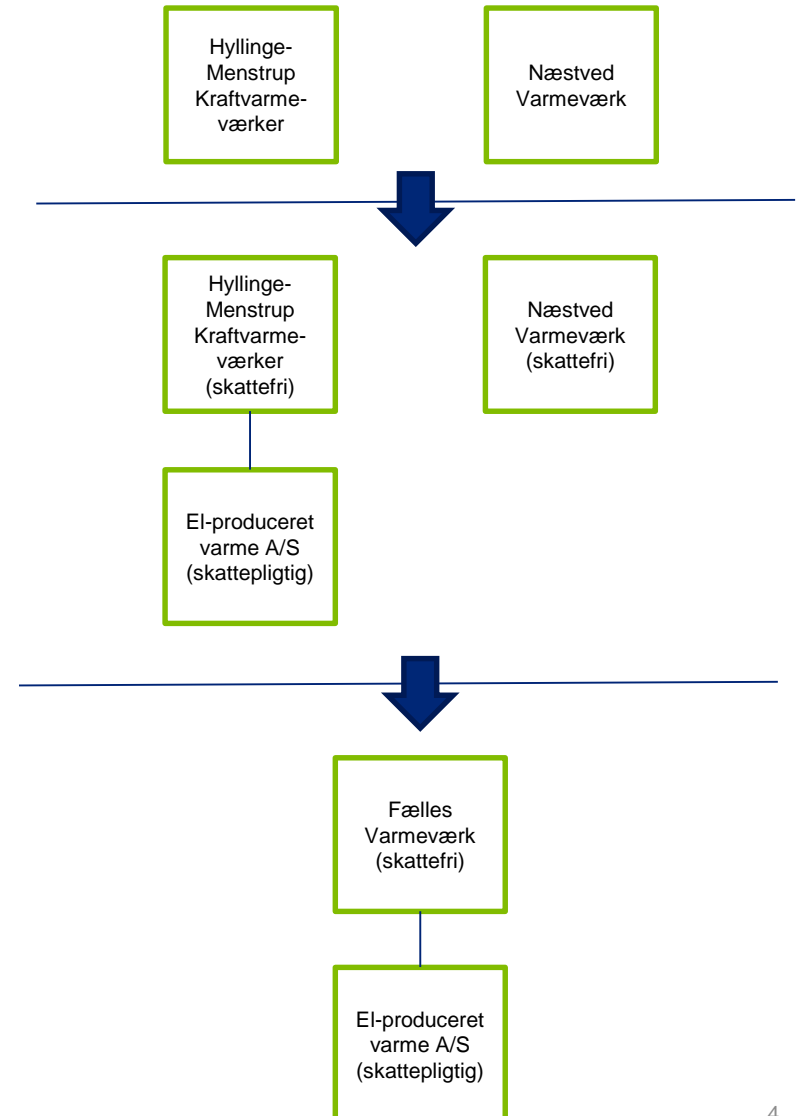 Hyllinge-
Menstrup
Kraftvarme-
værker
Næstved
Varmeværk
Hyllinge-
Menstrup
Kraftvarme-
værker
(skattefri)
Næstved
Varmeværk
(skattefri)
El-produceret
varme A/S
(skattepligtig)
Fælles
Varmeværk
(skattefri)
El-produceret
varme A/S
(skattepligtig)
4